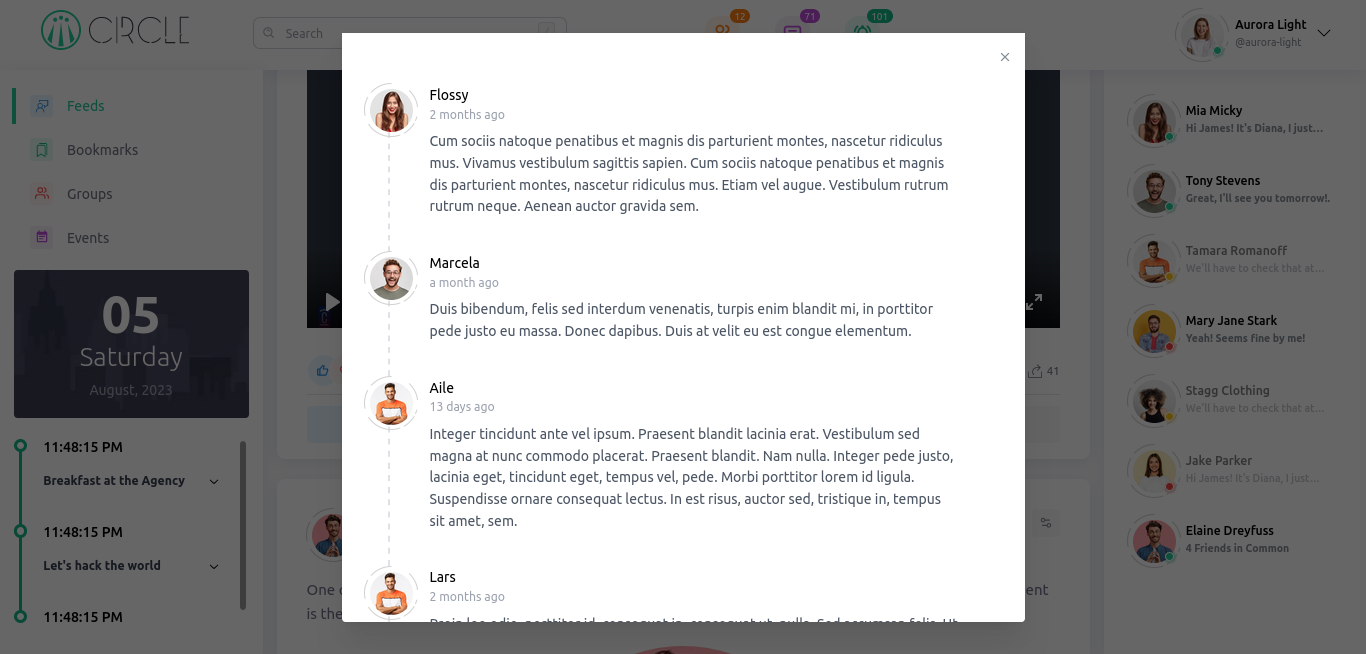 CIRCLE
Search
/
12
71
101
Aurora Light
@aurora-light
Feeds
Bookmarks
Groups
Events
05
Saturday
August, 2023
11:48:15 PM
Breakfast at the Agency
11:48:15 PM
Let's hack the world
11:48:15 PM
Flossy
2 months ago
Cum sociis natoque penatibus et magnis dis parturient montes, nascetur ridiculus
mus. Vivamus vestibulum sagittis sapien. Cum sociis natoque penatibus et magnis
dis parturient montes, nascetur ridiculus mus. Etiam vel augue. Vestibulum rutrum
rutrum neque. Aenean auctor gravida sem.
Marcela
a month ago
Duis bibendum, felis sed interdum venenatis, turpis enim blandit mi, in porttitor
pede justo eu massa. Donec dapibus. Duis at velit eu est congue elementum.
Aile
13 days ago
Integer tincidunt ante vel ipsum. Praesent blandit lacinia erat. Vestibulum sed
magna at nunc commodo placerat. Praesent blandit. Nam nulla. Integer pede justo,
lacinia eget, tincidunt eget, tempus vel, pede. Morbi porttitor lorem id ligula.
Suspendisse ornare consequat lectus. In est risus, auctor sed, tristique in, tempus
sit amet, sem.
Lars
2 months ago
41
One
is the
ent
Mia Micky
Hi James! It's Diana, I just...
Tony Stevens
Great, I'll see you tomorrow!.
Tamara Romanoff
We'll have to check that at...
Mary Jane Stark
Yeah! Seems fine by me!
Stagg Clothing
We'll have to check that at...
Jake Parker
Hi James! It's Diana, I just...
Elaine Dreyfuss
4 Friends in Common